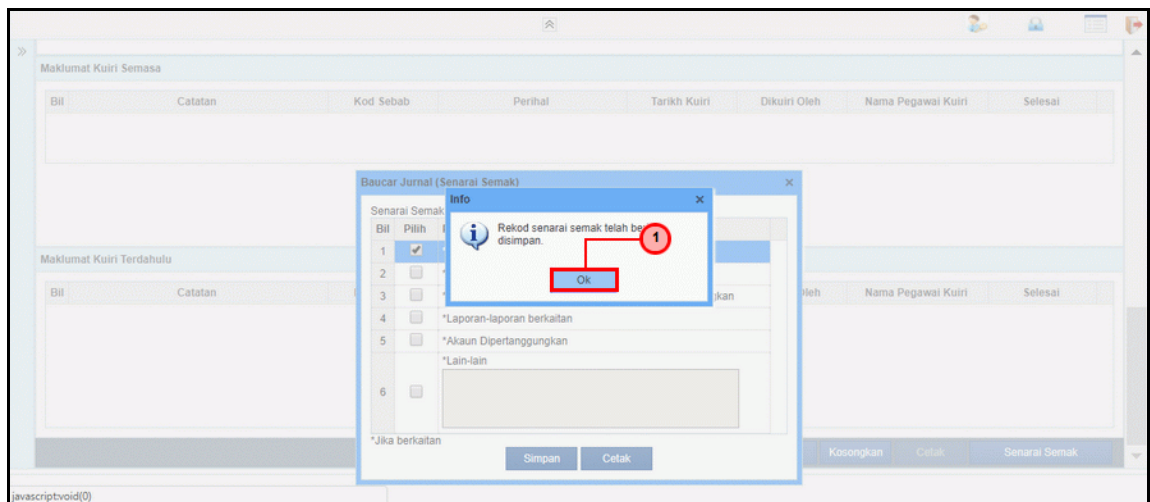 Maklumat Kuiri Semasa
Bil Catatan Kod Sebab Perihal Tarikh Kuiri Dikuiri Oleh Nama Pegawai Kuiri Selesai
Baucar Jurnal (Senarai Semak)
Info
Senarai Semak
Rekod senarai semak telah
disimpan.
1
Ok
Bil Pilih
1
2
3
4 *Laporan-laporan berkaitan
5 *Akaun Dipertanggungkan
*Lain-lain
6
*Jika berkaitan
Simpan Cetak
Maklumat Kuiri Terdahulu
Bil Catatan Oleh Nama Pegawai Kuiri Selesai
Kosongkan Cetak Senarai Semak
javascript:void(0)